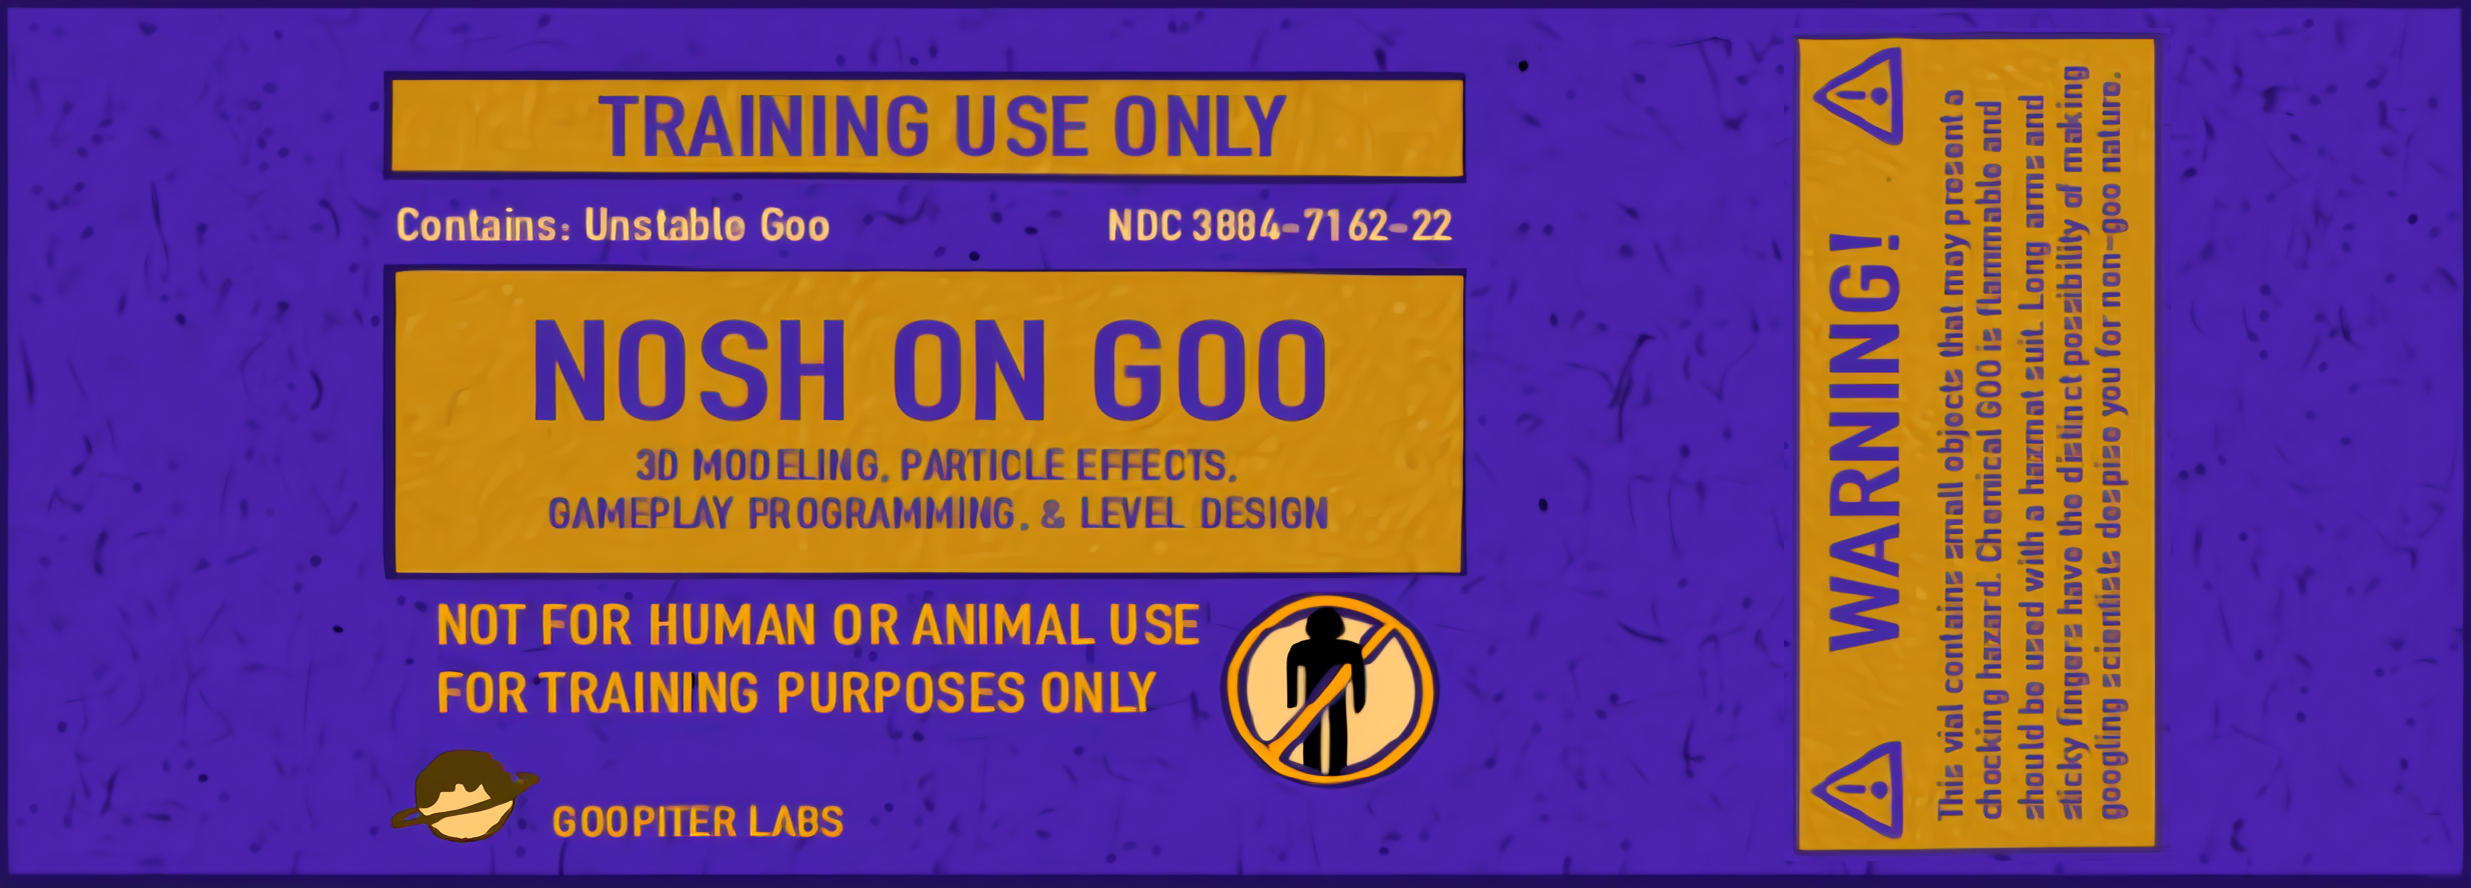 TRAINING USE ONLY
Contains: Unstable Goo
NDC 3884-7162-22
NOSH ON GOO
3D MODELING, PARTICLE EFFECTS,
GAMEPLAY PROGRAMMING, & LEVEL DESIGN
NOT FOR HUMAN OR ANIMAL USE
FOR TRAINING PURPOSES ONLY
GOOPITER LABS
WARNING!
This vial contains small objects that may present a
chocking hazard. Chemical GOO is flammable and
should be used with a hazmat suit. Long arms and
sticky fingers have the distinct possibility of making
googling scientists despise you for non-goo nature.